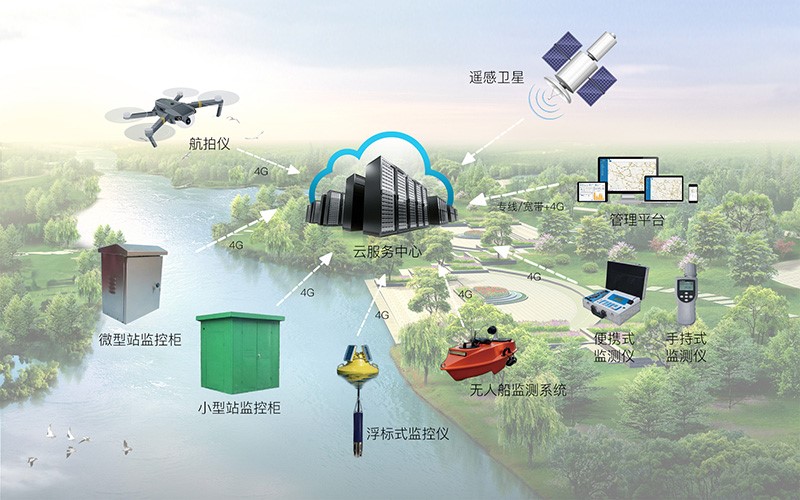 遥感卫星
航拍仪
4G
专线/宽带+4G
管理平台
云服务中心
4G
4G
4G
4G
4G
微型站监控柜
便携式
监测仪
手持式
监测仪
小型站监控柜
无人船监测系统
浮标式监控仪